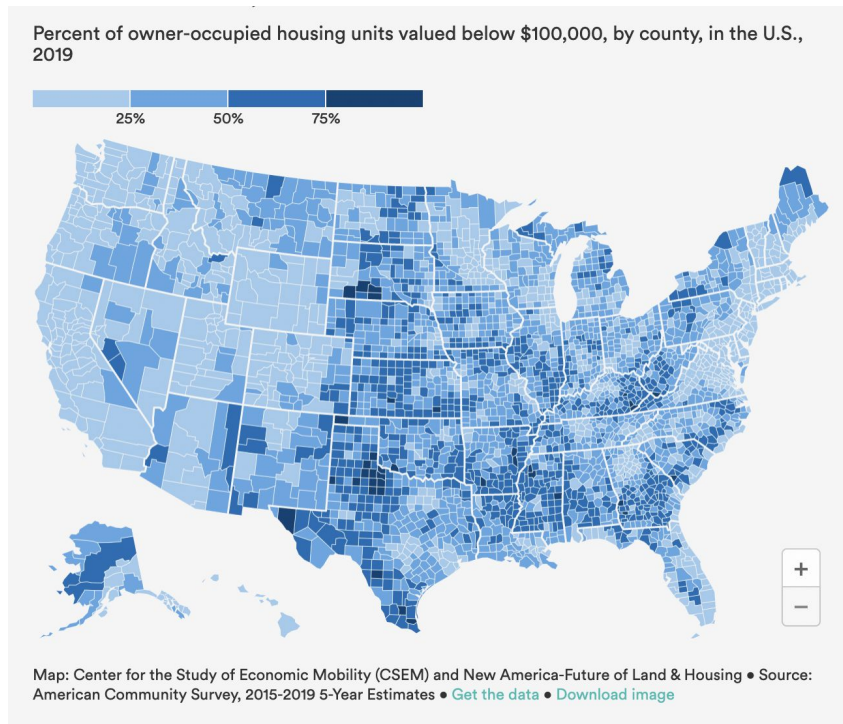 Percent of owner-occupied housing units valued below $100,000, by county, in the U.S.,
2019
25% 50% 75%
+
−
Map: Center for the Study of Economic Mobility (CSEM) and New America-Future of Land & Housing • Source:
American Community Survey, 2015-2019 5-Year Estimates • Get the data • Download image